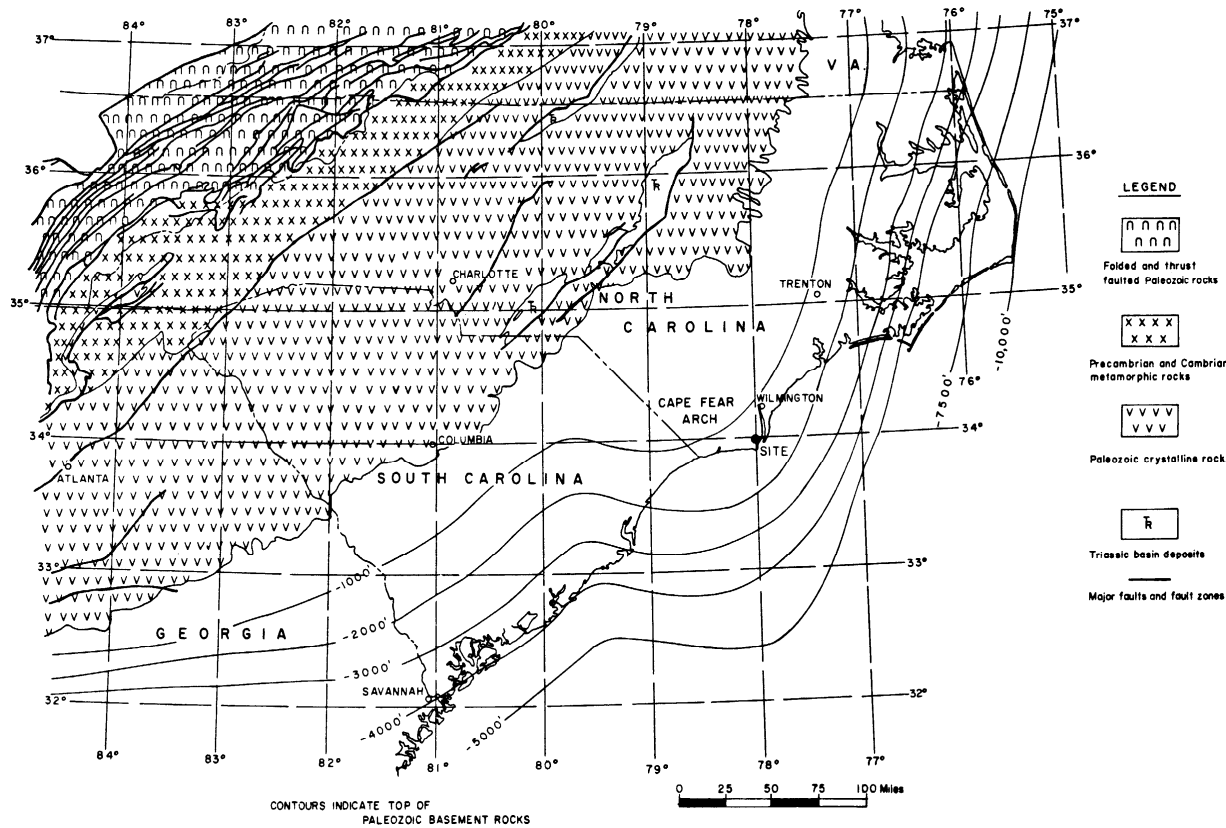 84° 83° 82° 81° 80° 79° 78° 77° 76° 75°
37° 37°
V A.
36° 36°
TR
CHARLOTTE
TRENTON
35° 35°
TR
NORTH
CAROLINA
-10,000'
76°
-7500'
CAPE FEAR
ARCH
WILMINGTON
34° 34°
COLUMBIA
SITE
ATLANTA
SOUTH CAROLINA
33° 33°
-1000'
GEORGIA
-2000'
-3000'
SAVANNAH
32° 32°
-4000'
-5000'
84° 83° 82° 81° 80° 79° 78° 77°
0 25 50 75 100 Miles
CONTOURS INDICATE TOP OF
PALEOZOIC BASEMENT ROCKS
LEGEND
Folded and thrust
faulted Paleozoic rocks
X X X X
X X X
Precambrian and Cambrian
metamorphic rocks
V V V V
V V V
Paleozoic crystalline rock
TR
Triassic basin deposits
Major faults and fault zones